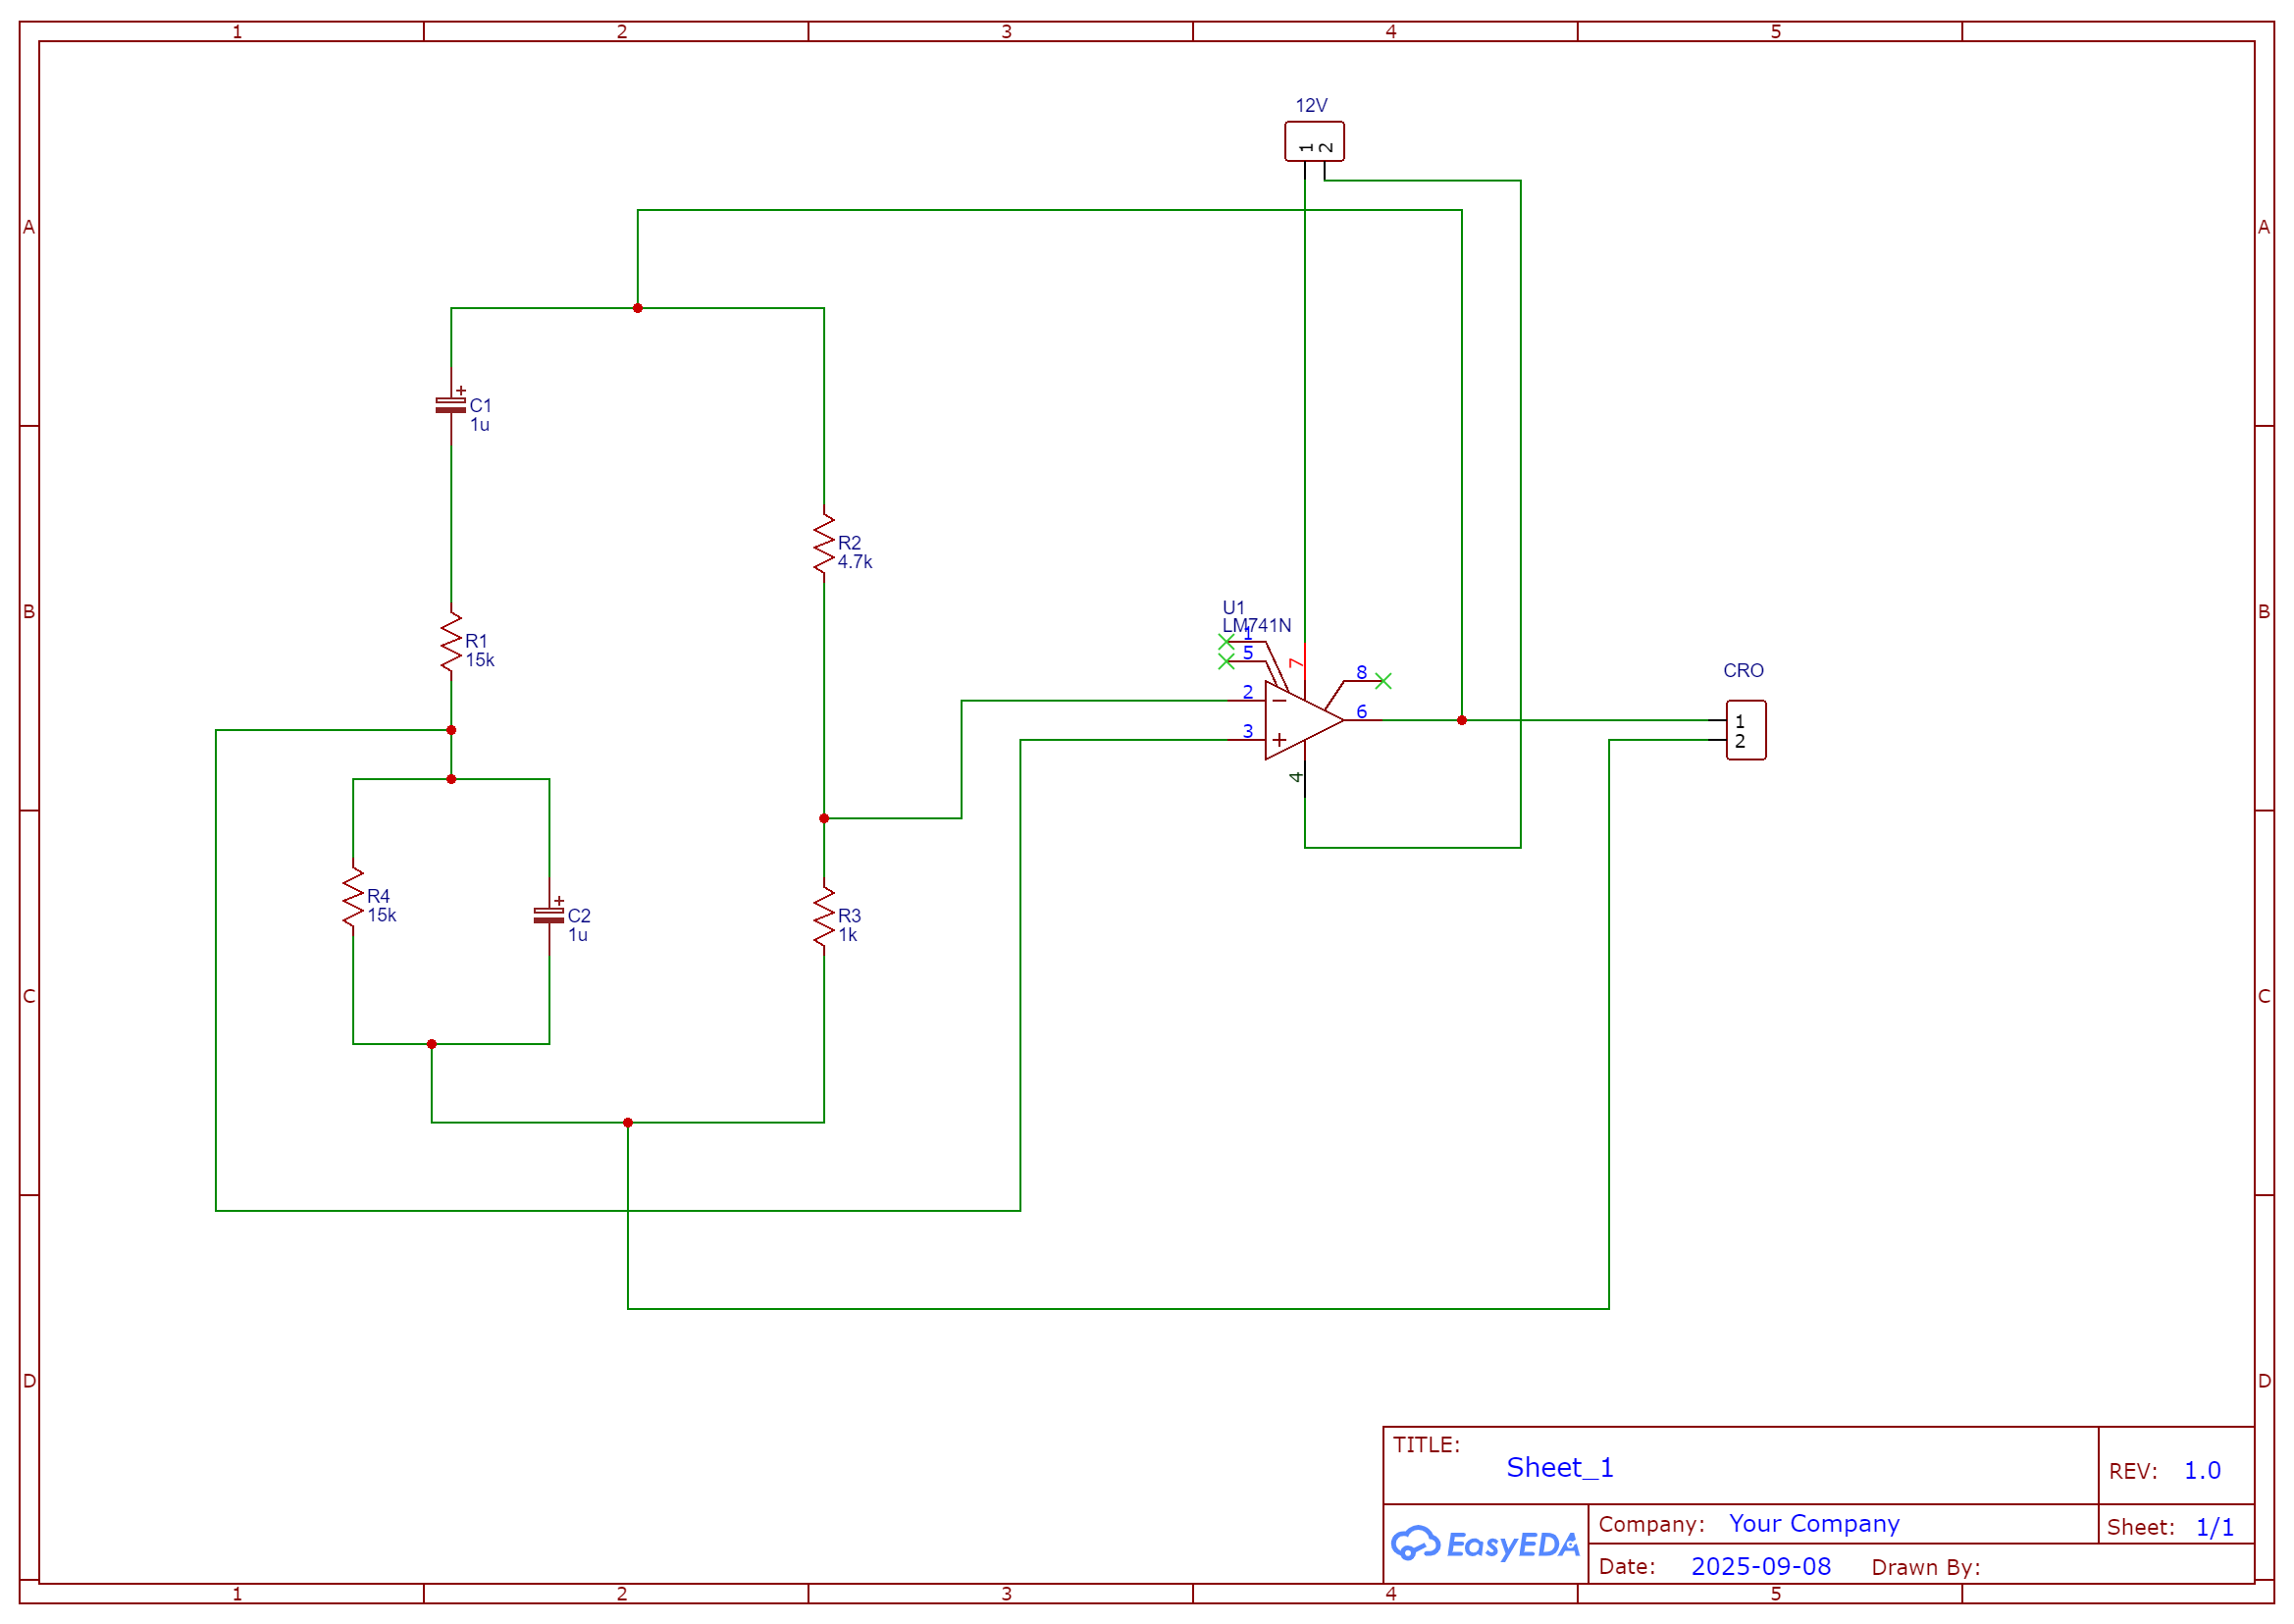 1 2 3 4 5
12V
1 2
A A
C1
1u
R2
4.7k
B B
U1
LM741N
R1
15k
1
5
7
8
2
6
3
4
CRO
1
2
R4
15k
C2
1u
R3
1k
C C
D D
TITLE:
Sheet_1
REV: 1.0
EasyEDA
Company: Your Company
Sheet: 1/1
Date: 2025-09-08 Drawn By:
1 2 3 4 5